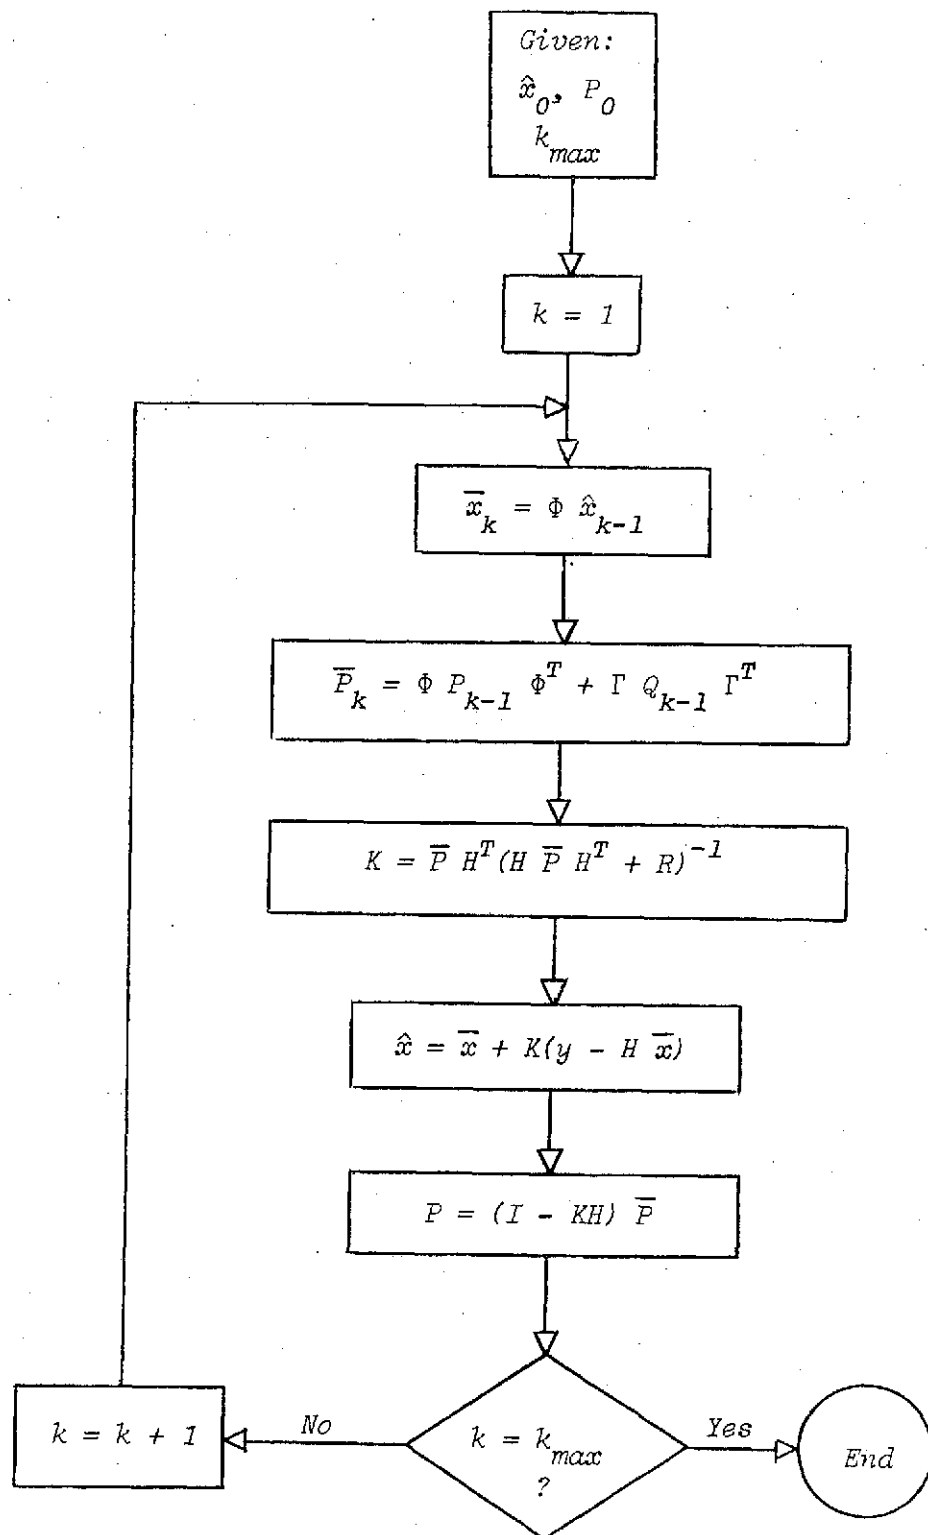 Given:
x̂₀, P₀
k_max
k = 1
x̅_k = Φ x̂_{k-1}
P̅_k = Φ P_{k-1} Φ^T + Γ Q_{k-1} Γ^T
K = P̅ H^T(H P̅ H^T + R)^{-1}
x̂ = x̅ + K(y - H x̅)
P = (I - KH) P̅
k = k + 1
No
k = k_max
?
Yes
End